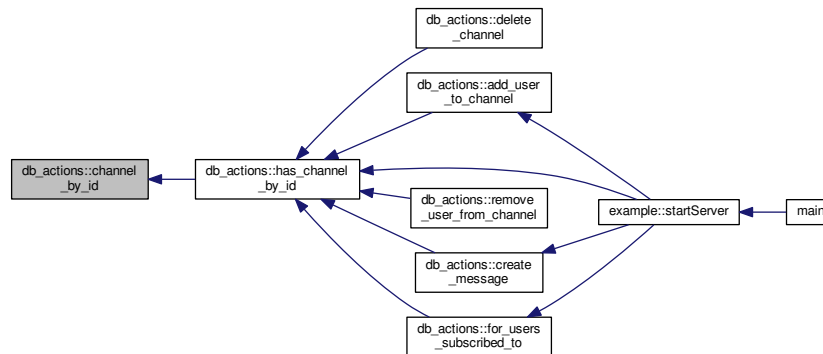 db_actions::delete
_channel
db_actions::add_user
_to_channel
db_actions::channel
_by_id
db_actions::has_channel
_by_id
db_actions::remove
_user_from_channel
example::startServer
main
db_actions::create
_message
db_actions::for_users
_subscribed_to